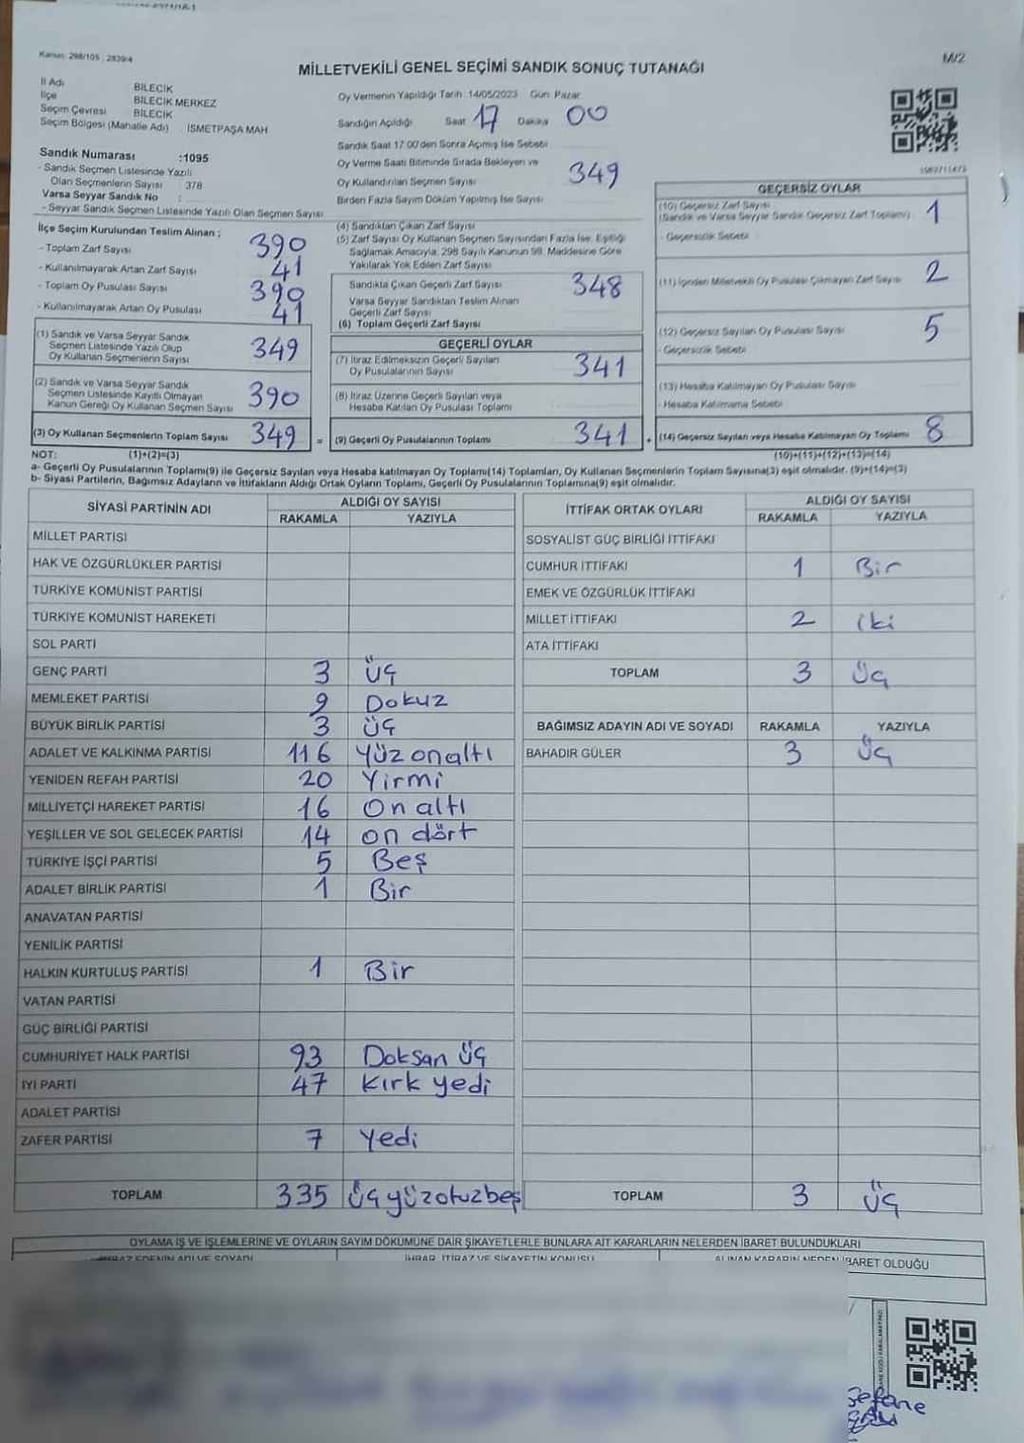 Kanun: 298/105 ; 2839/4
M/2
MİLLETVEKİLİ GENEL SEÇİMİ SANDIK SONUÇ TUTANAĞI
İl Adı BİLECİK
İlçe BİLECİK MERKEZ
Seçim Çevresi BİLECİK
Seçim Bölgesi (Mahalle Adı) İSMETPAŞA MAH
Oy Vermenin Yapıldığı Tarih :14/05/2023 Gün: Pazar
Sandığın Açıldığı Saat 17 Dakika 00
Sandık Saat 17:00'den Sonra Açılmış İse Sebebi
Oy Verme Saati Bitiminde Sırada Bekleyen ve
Oy Kullandırılan Seçmen Sayısı 349
Birden Fazla Sayım Döküm Yapılmış İse Sayısı
Sandık Numarası :1095
- Sandık Seçmen Listesinde Yazılı
Olan Seçmenlerin Sayısı : 378
Varsa Seyyar Sandık No :
- Seyyar Sandık Seçmen Listesinde Yazılı Olan Seçmen Sayısı:
İlçe Seçim Kurulundan Teslim Alınan ;
- Toplam Zarf Sayısı 390
- Kullanılmayarak Artan Zarf Sayısı 41
- Toplam Oy Pusulası Sayısı 390
- Kullanılmayarak Artan Oy Pusulası 41
(1) Sandık ve Varsa Seyyar Sandık
Seçmen Listesinde Yazılı Olup
Oy Kullanan Seçmenlerin Sayısı 349
(2) Sandık ve Varsa Seyyar Sandık
Seçmen Listesinde Kayıtlı Olmayan
Kanun Gereği Oy Kullanan Seçmen Sayısı 390
(3) Oy Kullanan Seçmenlerin Toplam Sayısı 349 =
(4) Sandıktan Çıkan Zarf Sayısı
(5) Zarf Sayısı Oy Kullanan Seçmen Sayısından Fazla İse, Eşitliği
Sağlamak Amacıyla, 298 Sayılı Kanunun 98. Maddesine Göre
Yakılarak Yok Edilen Zarf Sayısı
Sandıkta Çıkan Geçerli Zarf Sayısı 348
Varsa Seyyar Sandıktan Teslim Alınan
Geçerli Zarf Sayısı
(6) Toplam Geçerli Zarf Sayısı
GEÇERLİ OYLAR
(7) İtiraz Edilmeksizin Geçerli Sayılan
Oy Pusulalarının Sayısı 341
(8) İtiraz Üzerine Geçerli Sayılan veya
Hesaba Katılan Oy Pusulası Toplamı
(9) Geçerli Oy Pusulalarının Toplamı 341 +
GEÇERSİZ OYLAR
(10) Geçersiz Zarf Sayısı
(Sandık ve Varsa Seyyar Sandık Geçersiz Zarf Toplamı) 1
- Geçersizlik Sebebi
(11) İçinden Milletvekili Oy Pusulası Çıkmayan Zarf Sayısı 2
(12) Geçersiz Sayılan Oy Pusulası Sayısı 5
- Geçersizlik Sebebi
(13) Hesaba Katılmayan Oy Pusulası Sayısı
- Hesaba Katılmama Sebebi
(14) Geçersiz Sayılan veya Hesaba Katılmayan Oy Toplamı 8
NOT: (1)+(2)=(3) (10)+(11)+(12)+(13)=(14)
a- Geçerli Oy Pusulalarının Toplamı(9) ile Geçersiz Sayılan veya Hesaba katılmayan Oy Toplamı(14) Toplamları, Oy Kullanan Seçmenlerin Toplam Sayısına(3) eşit olmalıdır. (9)+(14)=(3)
b- Siyasi Partilerin, Bağımsız Adayların ve İttifakların Aldığı Ortak Oyların Toplamı, Geçerli Oy Pusulalarının Toplamına(9) eşit olmalıdır.
SİYASİ PARTİNİN ADI ALDIĞI OY SAYISI
RAKAMLA YAZIYLA
MİLLET PARTİSİ
HAK VE ÖZGÜRLÜKLER PARTİSİ
TÜRKİYE KOMÜNİST PARTİSİ
TÜRKİYE KOMÜNİST HAREKETİ
SOL PARTİ
GENÇ PARTİ 3 üç
MEMLEKET PARTİSİ 9 Dokuz
BÜYÜK BİRLİK PARTİSİ 3 üç
ADALET VE KALKINMA PARTİSİ 116 Yüz onaltı
YENİDEN REFAH PARTİSİ 20 Yirmi
MİLLİYETÇİ HAREKET PARTİSİ 16 On altı
YEŞİLLER VE SOL GELECEK PARTİSİ 14 on dört
TÜRKİYE İŞÇİ PARTİSİ 5 Beş
ADALET BİRLİK PARTİSİ 1 Bir
ANAVATAN PARTİSİ
YENİLİK PARTİSİ
HALKIN KURTULUŞ PARTİSİ 1 Bir
VATAN PARTİSİ
GÜÇ BİRLİĞİ PARTİSİ
CUMHURİYET HALK PARTİSİ 93 Doksan üç
İYİ PARTİ 47 Kırk yedi
ADALET PARTİSİ
ZAFER PARTİSİ 7 Yedi
TOPLAM 335 üçyüzotuzbeş
İTTİFAK ORTAK OYLARI ALDIĞI OY SAYISI
RAKAMLA YAZIYLA
SOSYALİST GÜÇ BİRLİĞİ İTTİFAKI
CUMHUR İTTİFAKI 1 Bir
EMEK VE ÖZGÜRLÜK İTTİFAKI
MİLLET İTTİFAKI 2 iki
ATA İTTİFAKI
TOPLAM 3 Üç
BAĞIMSIZ ADAYIN ADI VE SOYADI RAKAMLA YAZIYLA
BAHADIR GÜLER 3 Üç
TOPLAM 3 üç
OYLAMA İŞ VE İŞLEMLERİNE VE OYLARIN SAYIM DÖKÜMÜNE DAİR ŞİKAYETLERLE BUNLARA AİT KARARLARIN NELERDEN İBARET BULUNDUKLARI
İTİRAZ EDENİN ADI VE SOYADI İHBAR, İTİRAZ VE ŞİKAYETİN KONUSU ALINAN KARARIN NEDEN İBARET OLDUĞU